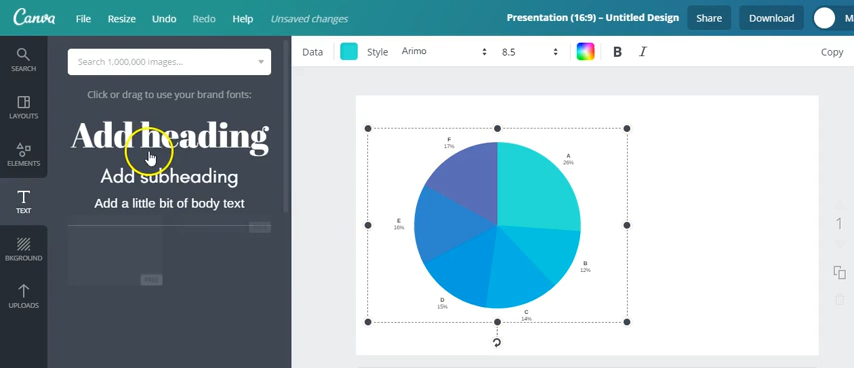 Canva File Resize Undo Redo Help Unsaved changes Presentation (16:9) – Untitled Design Share Download M
Data Style Arimo 8.5 B I Copy
SEARCH
LAYOUTS
ELEMENTS
TEXT
BKGROUND
UPLOADS
Search 1,000,000 images...
Click or drag to use your brand fonts:
Add heading
Add subheading
Add a little bit of body text
FREE
F
17%
A
26%
E
16%
B
12%
D
15%
C
14%
1